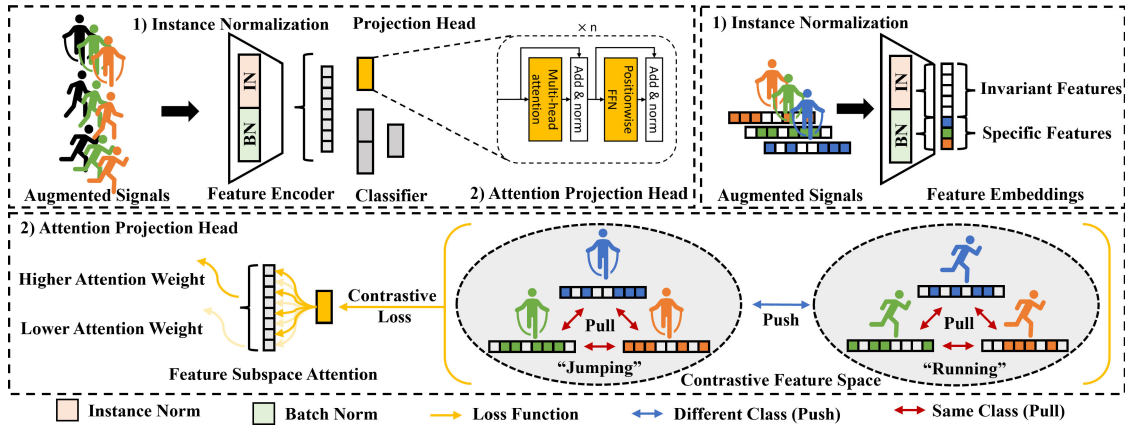 1) Instance Normalization
Projection Head
× n
Multi-head
attention
Add & norm
Positionwise
FFN
Add & norm
IN
BN
Augmented Signals
Feature Encoder
Classifier
2) Attention Projection Head
1) Instance Normalization
IN
BN
Invariant Features
Specific Features
Augmented Signals
Feature Embeddings
2) Attention Projection Head
Higher Attention Weight
Lower Attention Weight
Feature Subspace Attention
Contrastive
Loss
Pull
“Jumping”
Push
Pull
“Running”
Contrastive Feature Space
Instance Norm
Batch Norm
Loss Function
Different Class (Push)
Same Class (Pull)